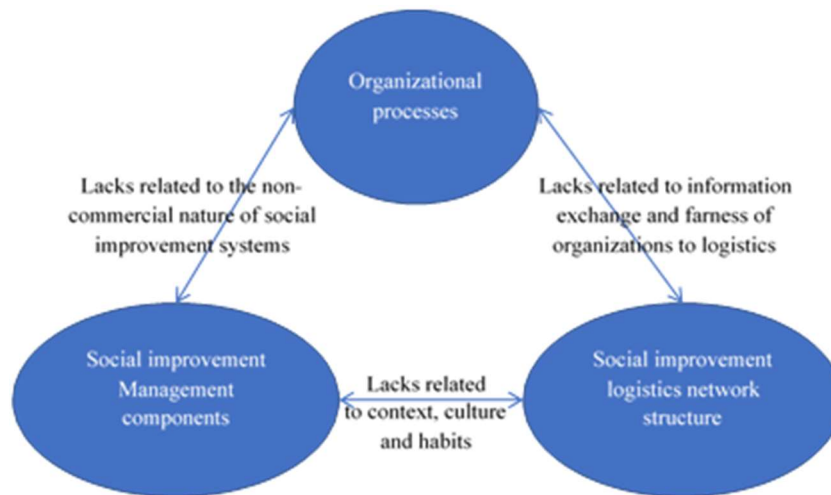 Organizational
processes
Lacks related to the non-
commercial nature of social
improvement systems
Lacks related to information
exchange and farness of
organizations to logistics
Social improvement
Management
components
Lacks related
to context, culture
and habits
Social improvement
logistics network
structure